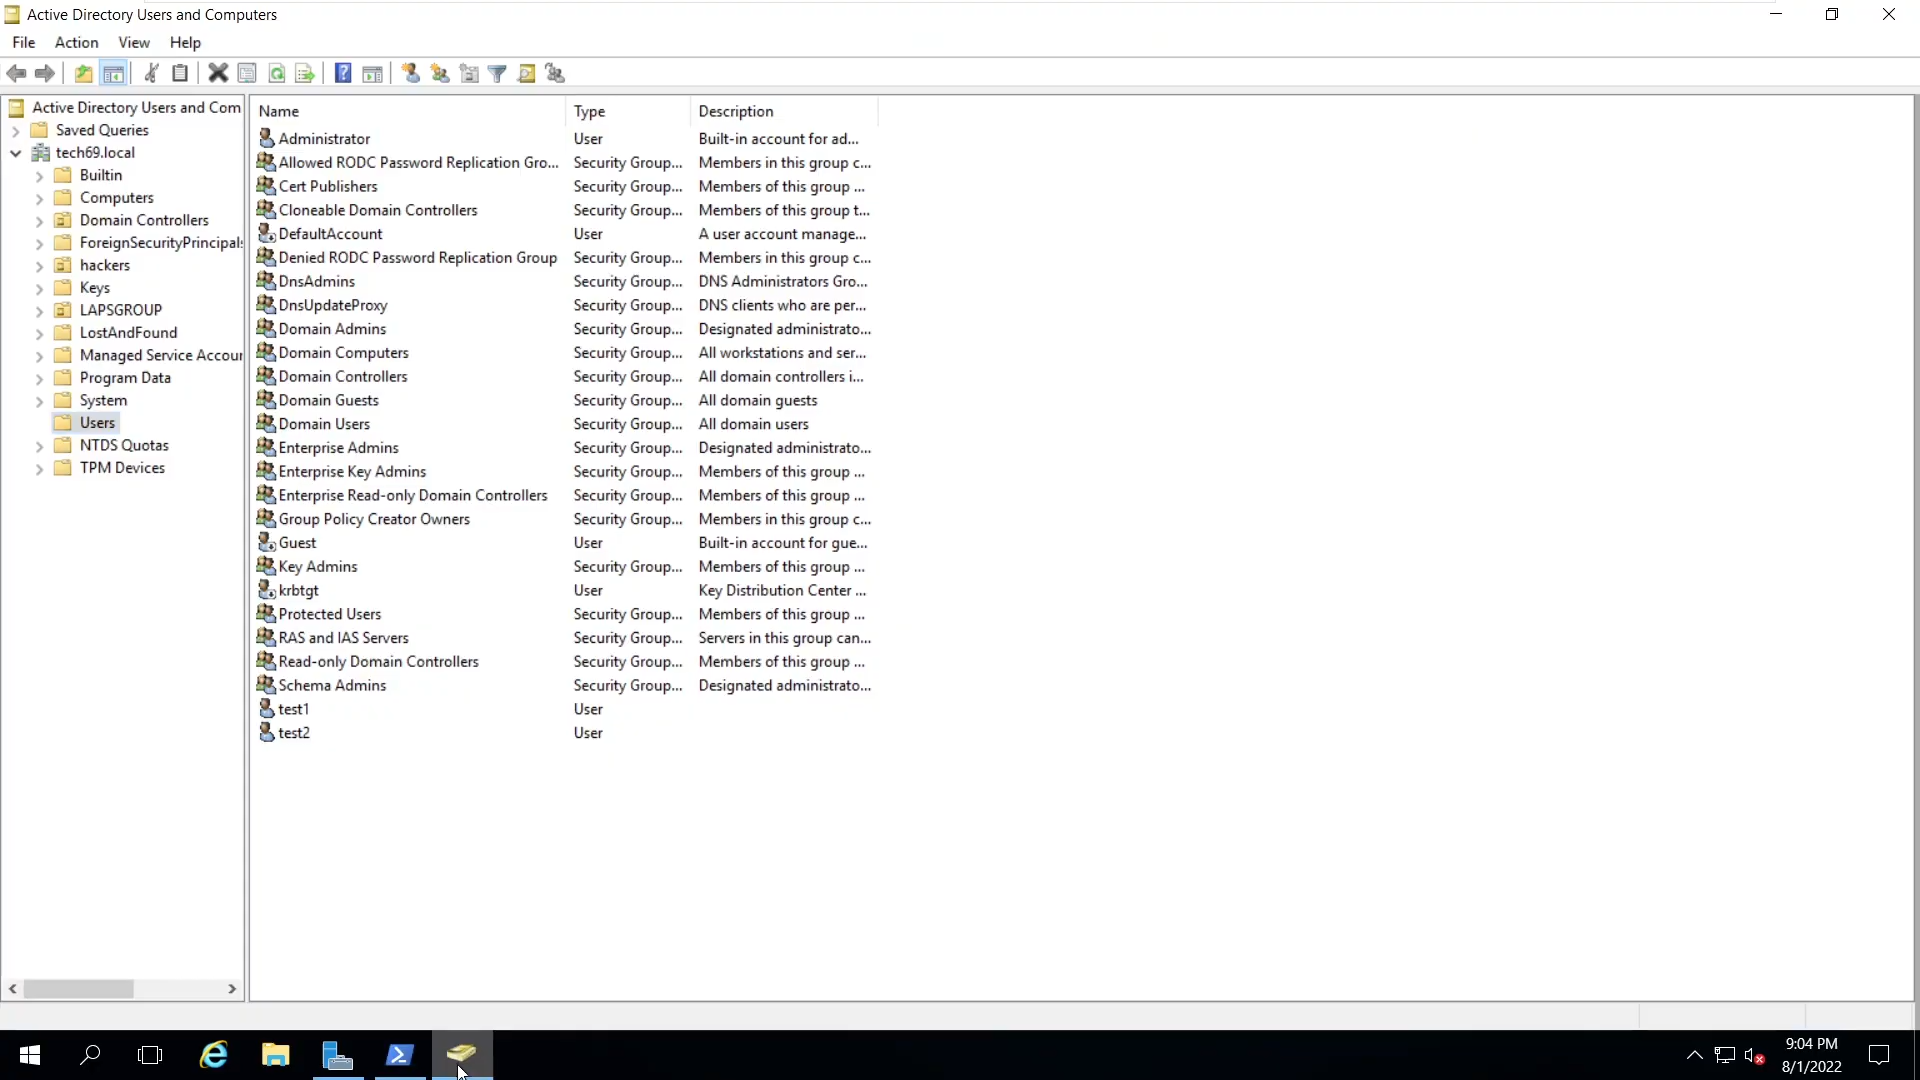 Active Directory Users and Computers
File Action View Help
Active Directory Users and Com
Saved Queries
tech69.local
Builtin
Computers
Domain Controllers
ForeignSecurityPrincipals
hackers
Keys
LAPSGROUP
LostAndFound
Managed Service Accour
Program Data
System
Users
NTDS Quotas
TPM Devices
Name Type Description
Administrator User Built-in account for ad...
Allowed RODC Password Replication Gro... Security Group... Members in this group c...
Cert Publishers Security Group... Members of this group ...
Cloneable Domain Controllers Security Group... Members of this group t...
DefaultAccount User A user account manage...
Denied RODC Password Replication Group Security Group... Members in this group c...
DnsAdmins Security Group... DNS Administrators Gro...
DnsUpdateProxy Security Group... DNS clients who are per...
Domain Admins Security Group... Designated administrato...
Domain Computers Security Group... All workstations and ser...
Domain Controllers Security Group... All domain controllers i...
Domain Guests Security Group... All domain guests
Domain Users Security Group... All domain users
Enterprise Admins Security Group... Designated administrato...
Enterprise Key Admins Security Group... Members of this group ...
Enterprise Read-only Domain Controllers Security Group... Members of this group ...
Group Policy Creator Owners Security Group... Members in this group c...
Guest User Built-in account for gue...
Key Admins Security Group... Members of this group ...
krbtgt User Key Distribution Center ...
Protected Users Security Group... Members of this group ...
RAS and IAS Servers Security Group... Servers in this group can...
Read-only Domain Controllers Security Group... Members of this group ...
Schema Admins Security Group... Designated administrato...
test1 User
test2 User
9:04 PM
8/1/2022